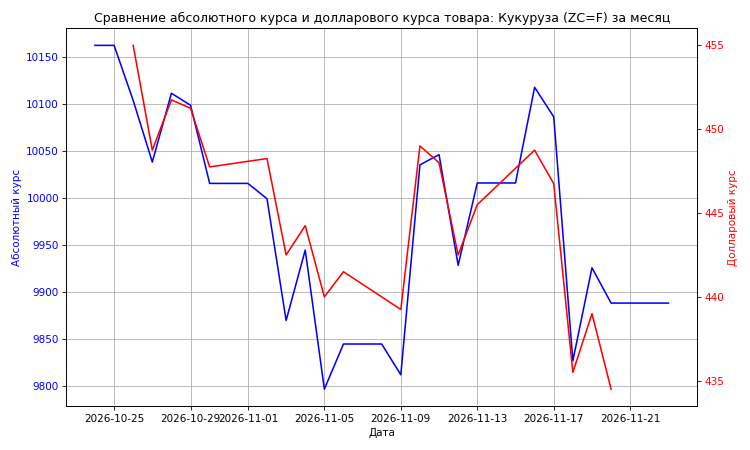 Сравнение абсолютного курса и долларового курса товара: Кукуруза (ZC=F) за месяц
Абсолютный курс
10150
10100
10050
10000
9950
9900
9850
9800
455
450
445
440
435
Долларовый курс
2026-10-25 2026-10-29 2026-11-01 2026-11-05 2026-11-09 2026-11-13 2026-11-17 2026-11-21
Дата